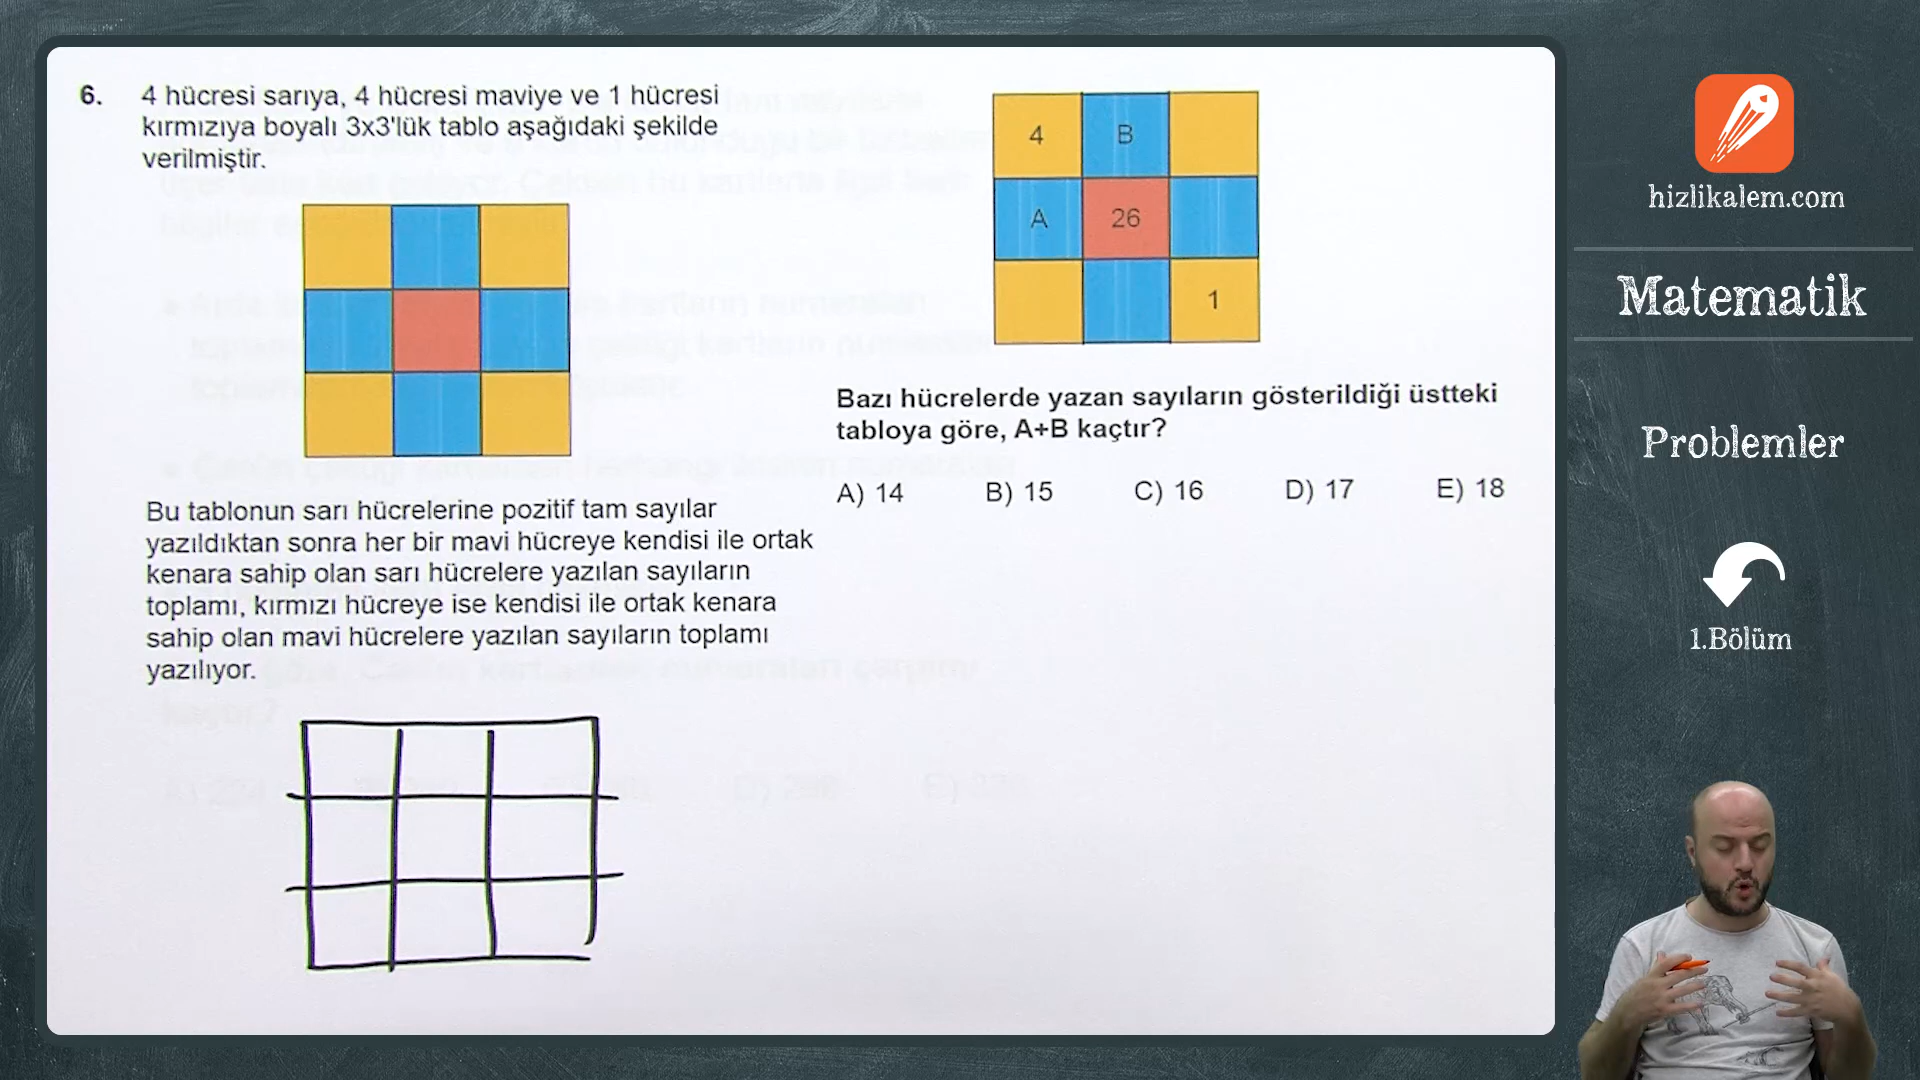 6.
4 hücresi sarıya, 4 hücresi maviye ve 1 hücresi
kırmızıya boyalı 3x3'lük tablo aşağıdaki şekilde
verilmiştir.
Bu tablonun sarı hücrelerine pozitif tam sayılar
yazıldıktan sonra her bir mavi hücreye kendisi ile ortak
kenara sahip olan sarı hücrelere yazılan sayıların
toplamı, kırmızı hücreye ise kendisi ile ortak kenara
sahip olan mavi hücrelere yazılan sayıların toplamı
yazılıyor.
4 B
A 26
1
Bazı hücrelerde yazan sayıların gösterildiği üstteki
tabloya göre, A+B kaçtır?
A) 14 B) 15 C) 16 D) 17 E) 18
hizlikalem.com
Matematik
Problemler
1.Bölüm